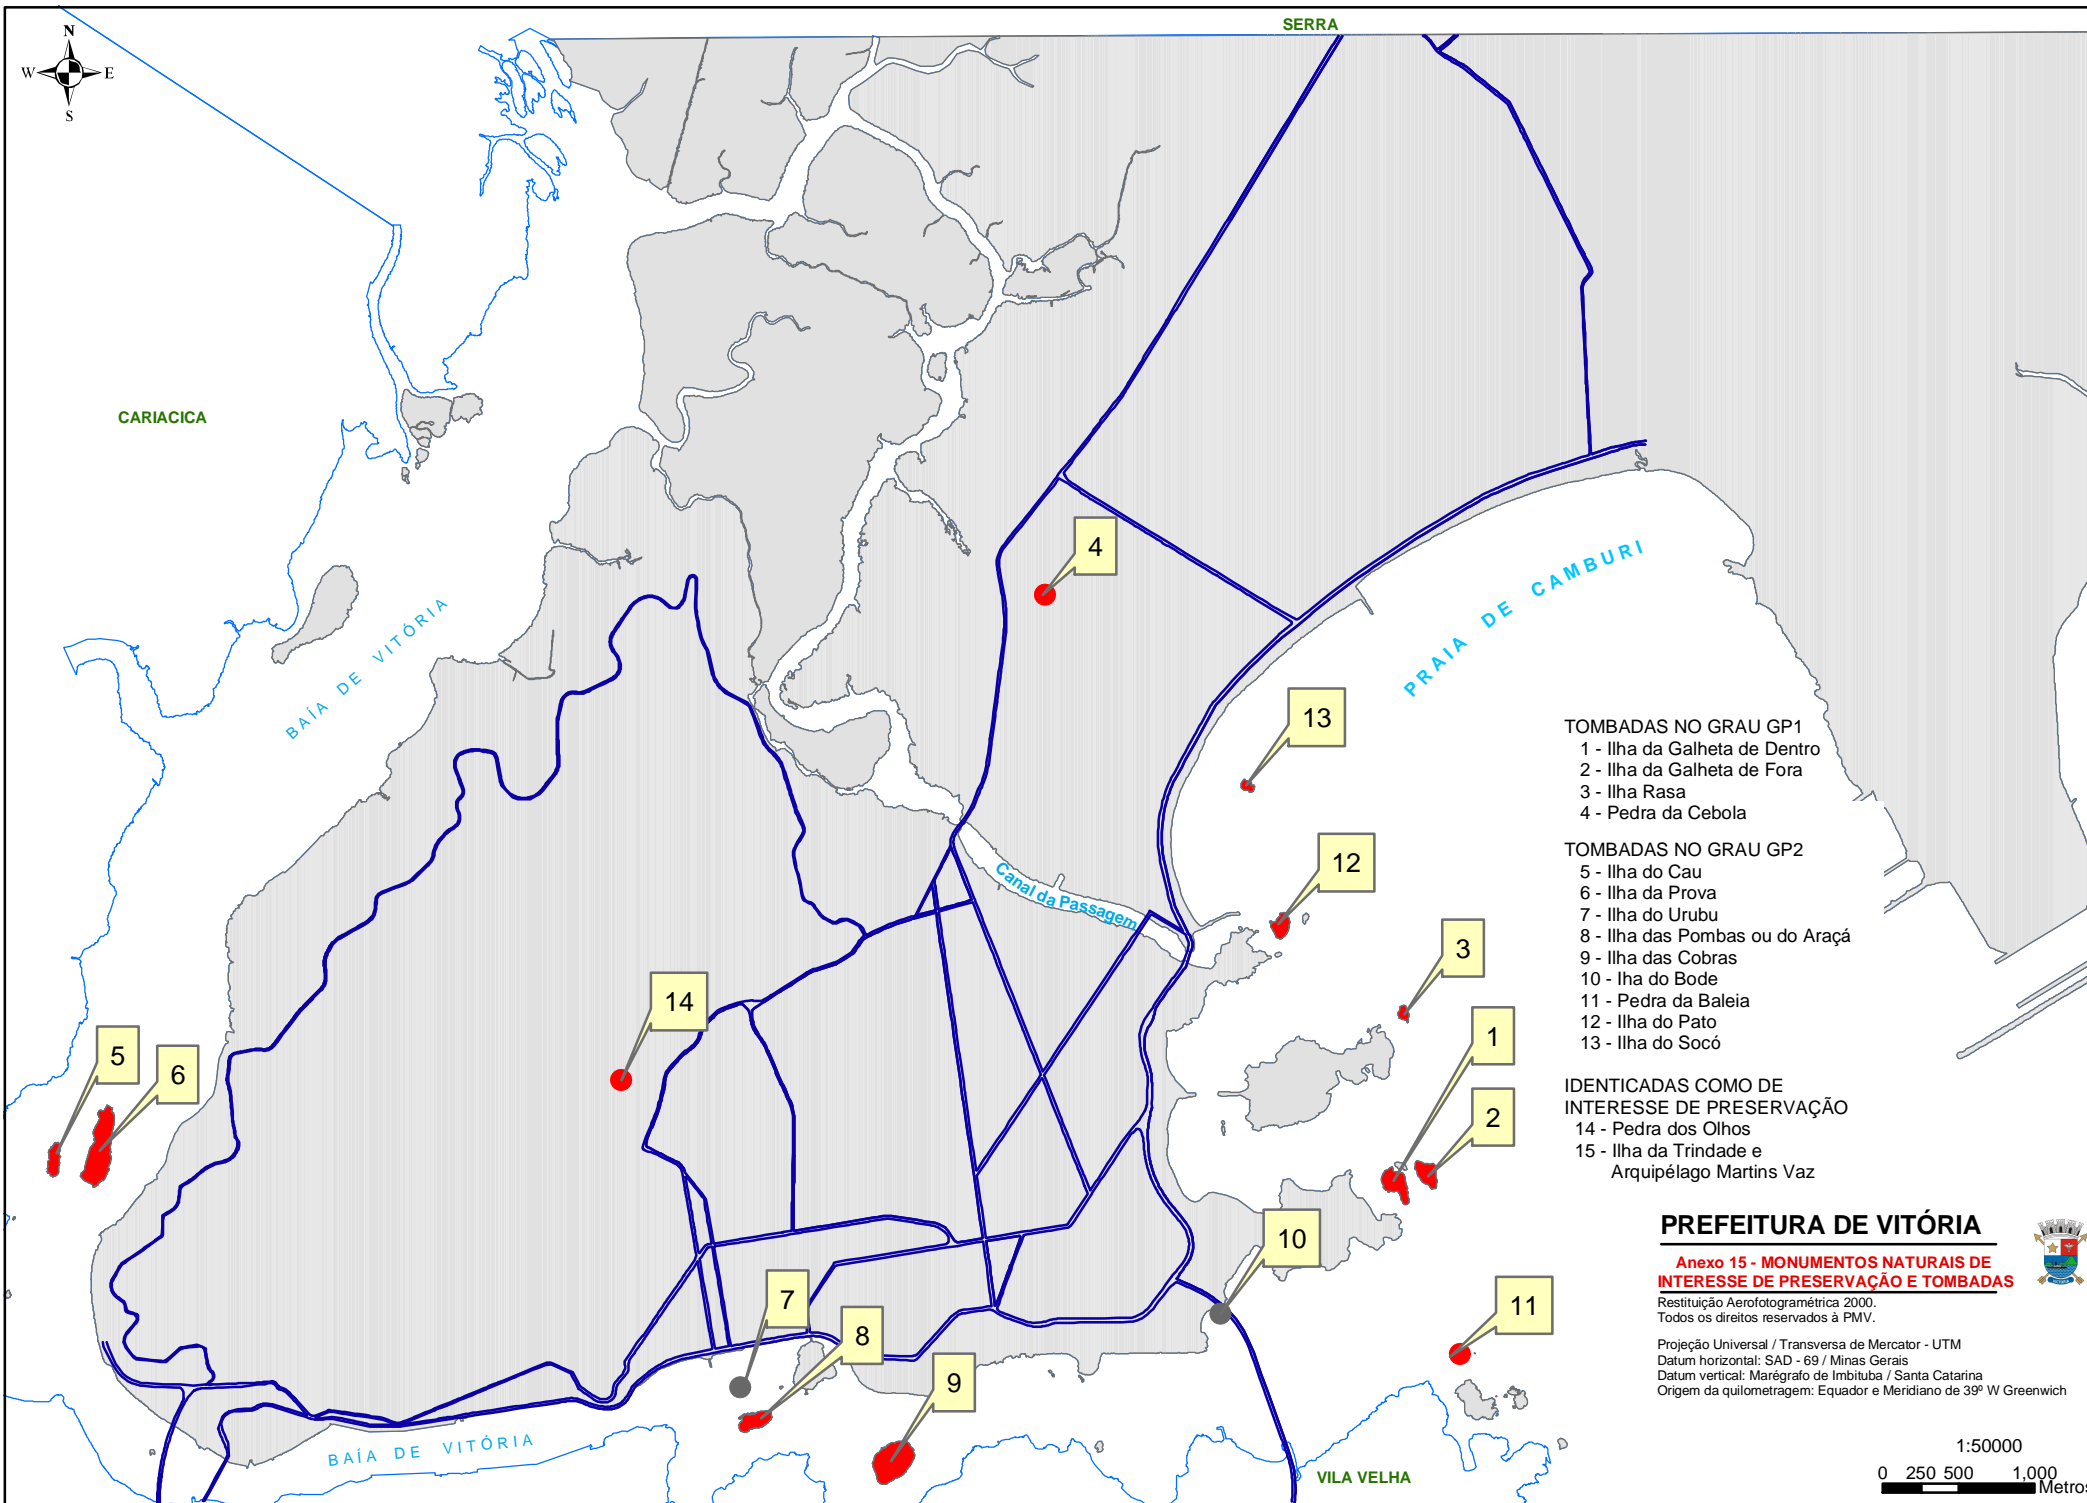 SERRA
N
W
E
S
CARIACICA
BAÍA DE VITÓRIA
PRAIA DE CAMBURI
4
13
12
3
14
1
2
5
6
10
7
8
9
11
Canal da Passagem
BAÍA DE VITÓRIA
VILA VELHA
TOMBADAS NO GRAU GP1
1 - Ilha da Galheta de Dentro
2 - Ilha da Galheta de Fora
3 - Ilha Rasa
4 - Pedra da Cebola
TOMBADAS NO GRAU GP2
5 - Ilha do Cau
6 - Ilha da Prova
7 - Ilha do Urubu
8 - Ilha das Pombas ou do Araçá
9 - Ilha das Cobras
10 - Iha do Bode
11 - Pedra da Baleia
12 - Ilha do Pato
13 - Ilha do Socó
IDENTICADAS COMO DE
INTERESSE DE PRESERVAÇÃO
14 - Pedra dos Olhos
15 - Ilha da Trindade e
Arquipélago Martins Vaz
PREFEITURA DE VITÓRIA
Anexo 15 - MONUMENTOS NATURAIS DE
INTERESSE DE PRESERVAÇÃO E TOMBADAS
Restituição Aerofotogramétrica 2000.
Todos os direitos reservados à PMV.
Projeção Universal / Transversa de Mercator - UTM
Datum horizontal: SAD - 69 / Minas Gerais
Datum vertical: Marégrafo de Imbituba / Santa Catarina
Origem da quilometragem: Equador e Meridiano de 39º W Greenwich
1:50000
0 250 500 1,000
Metros